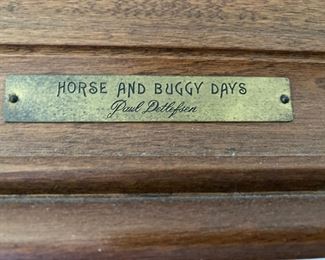 HORSE AND BUGGY DAYS
Paul Detlefsen